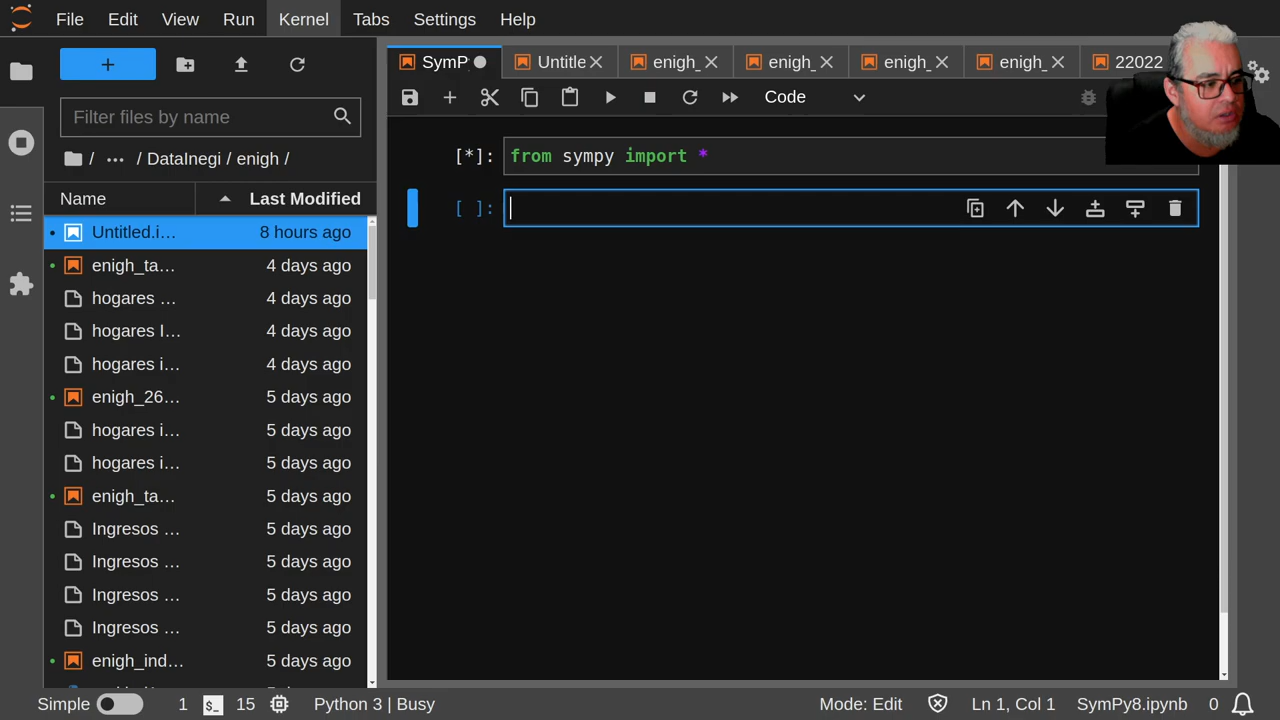 File Edit View Run Kernel Tabs Settings Help
SymP Untitle enigh_ enigh_ enigh_ enigh_ 22022
Filter files by name
Code
/ ··· / DataInegi / enigh /
[*]: from sympy import *
Name Last Modified
[ ]:
Untitled.i… 8 hours ago
enigh_ta… 4 days ago
hogares … 4 days ago
hogares I… 4 days ago
hogares i… 4 days ago
enigh_26… 5 days ago
hogares i… 5 days ago
hogares i… 5 days ago
enigh_ta… 5 days ago
Ingresos … 5 days ago
Ingresos … 5 days ago
Ingresos … 5 days ago
Ingresos … 5 days ago
enigh_ind… 5 days ago
Simple 1 $_ 15 Python 3 | Busy Mode: Edit Ln 1, Col 1 SymPy8.ipynb 0